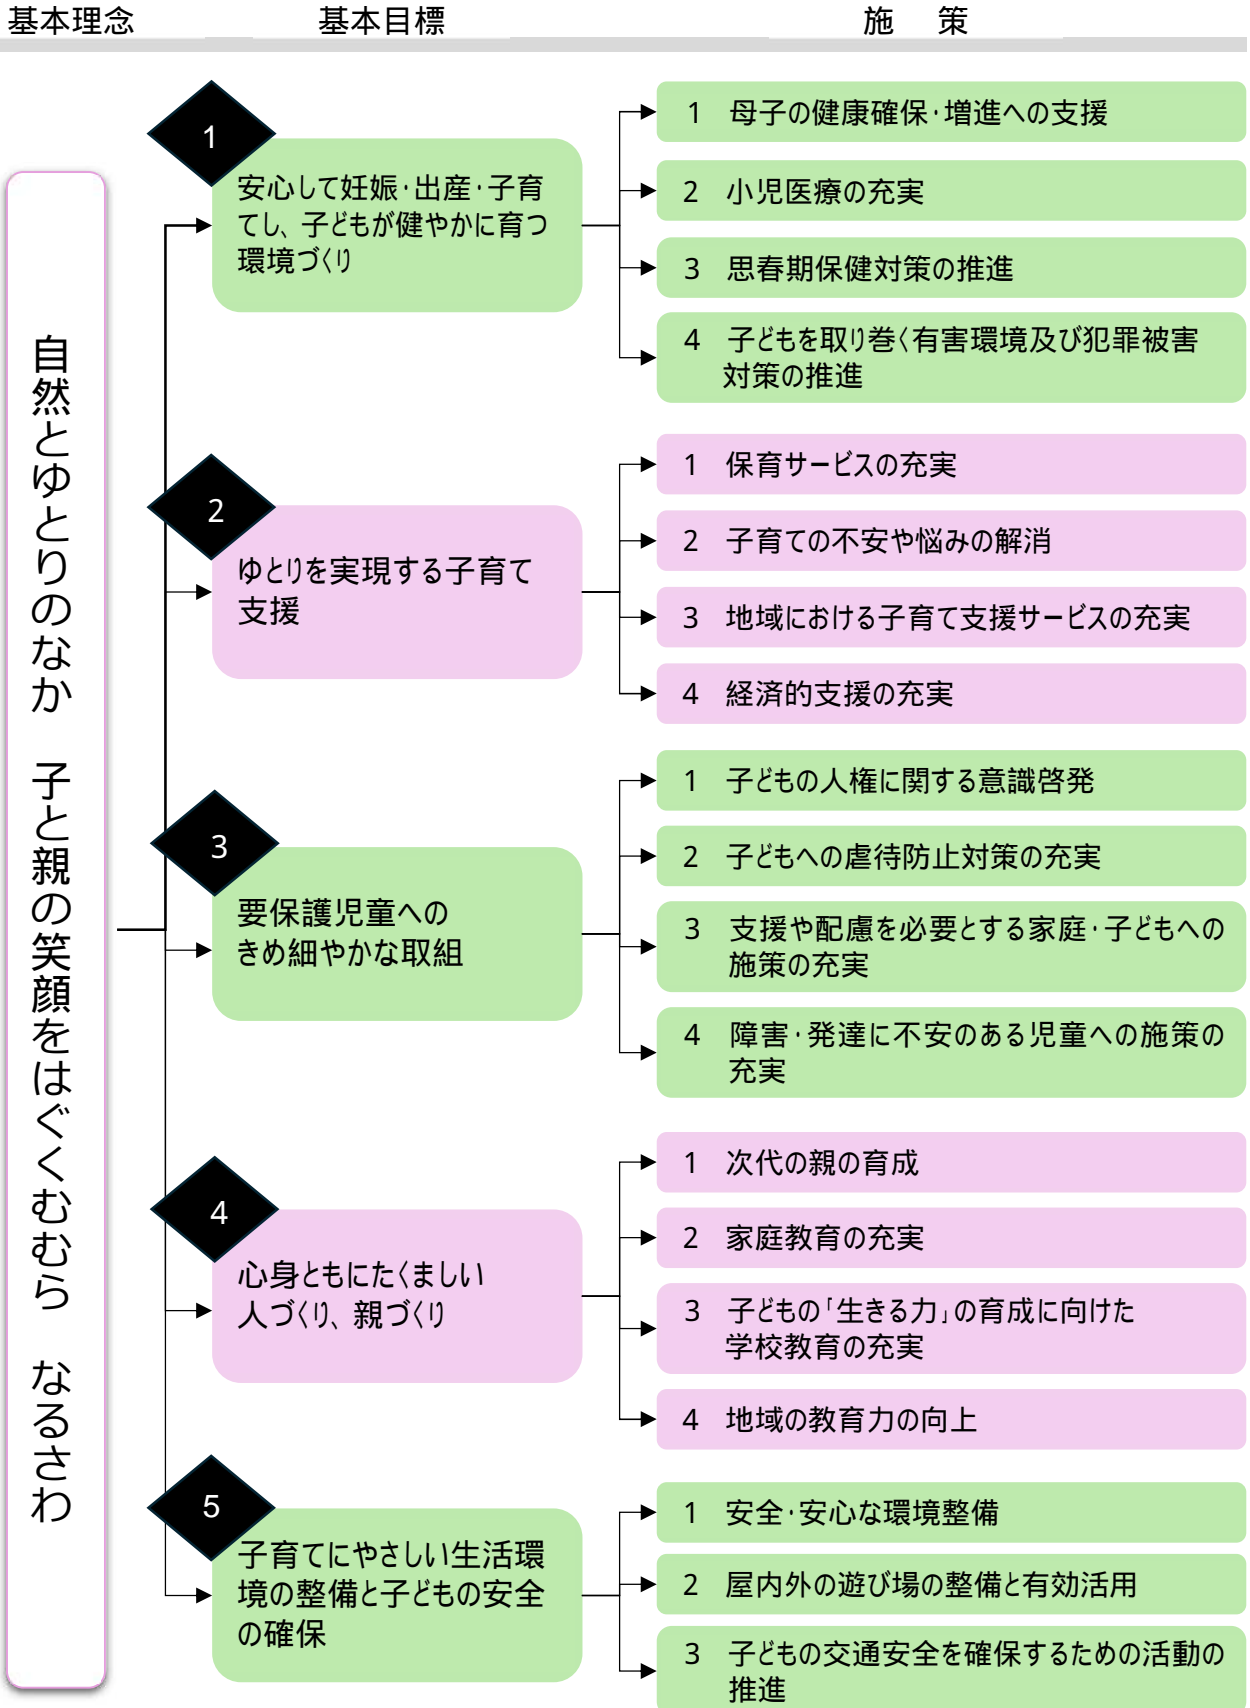 基本理念　基本目標　施　策
自然とゆとりのなか　子と親の笑顔をはぐくむむら　なるさわ
1
安心して妊娠・出産・子育
てし、子どもが健やかに育つ
環境づくり
1　母子の健康確保・増進への支援
2　小児医療の充実
3　思春期保健対策の推進
4　子どもを取り巻く有害環境及び犯罪被害
対策の推進
2
ゆとりを実現する子育て
支援
1　保育サービスの充実
2　子育ての不安や悩みの解消
3　地域における子育て支援サービスの充実
4　経済的支援の充実
3
要保護児童への
きめ細やかな取組
1　子どもの人権に関する意識啓発
2　子どもへの虐待防止対策の充実
3　支援や配慮を必要とする家庭・子どもへの
施策の充実
4　障害・発達に不安のある児童への施策の
充実
4
心身ともにたくましい
人づくり、親づくり
1　次代の親の育成
2　家庭教育の充実
3　子どもの「生きる力」の育成に向けた
学校教育の充実
4　地域の教育力の向上
5
子育てにやさしい生活環
境の整備と子どもの安全
の確保
1　安全・安心な環境整備
2　屋内外の遊び場の整備と有効活用
3　子どもの交通安全を確保するための活動の
推進